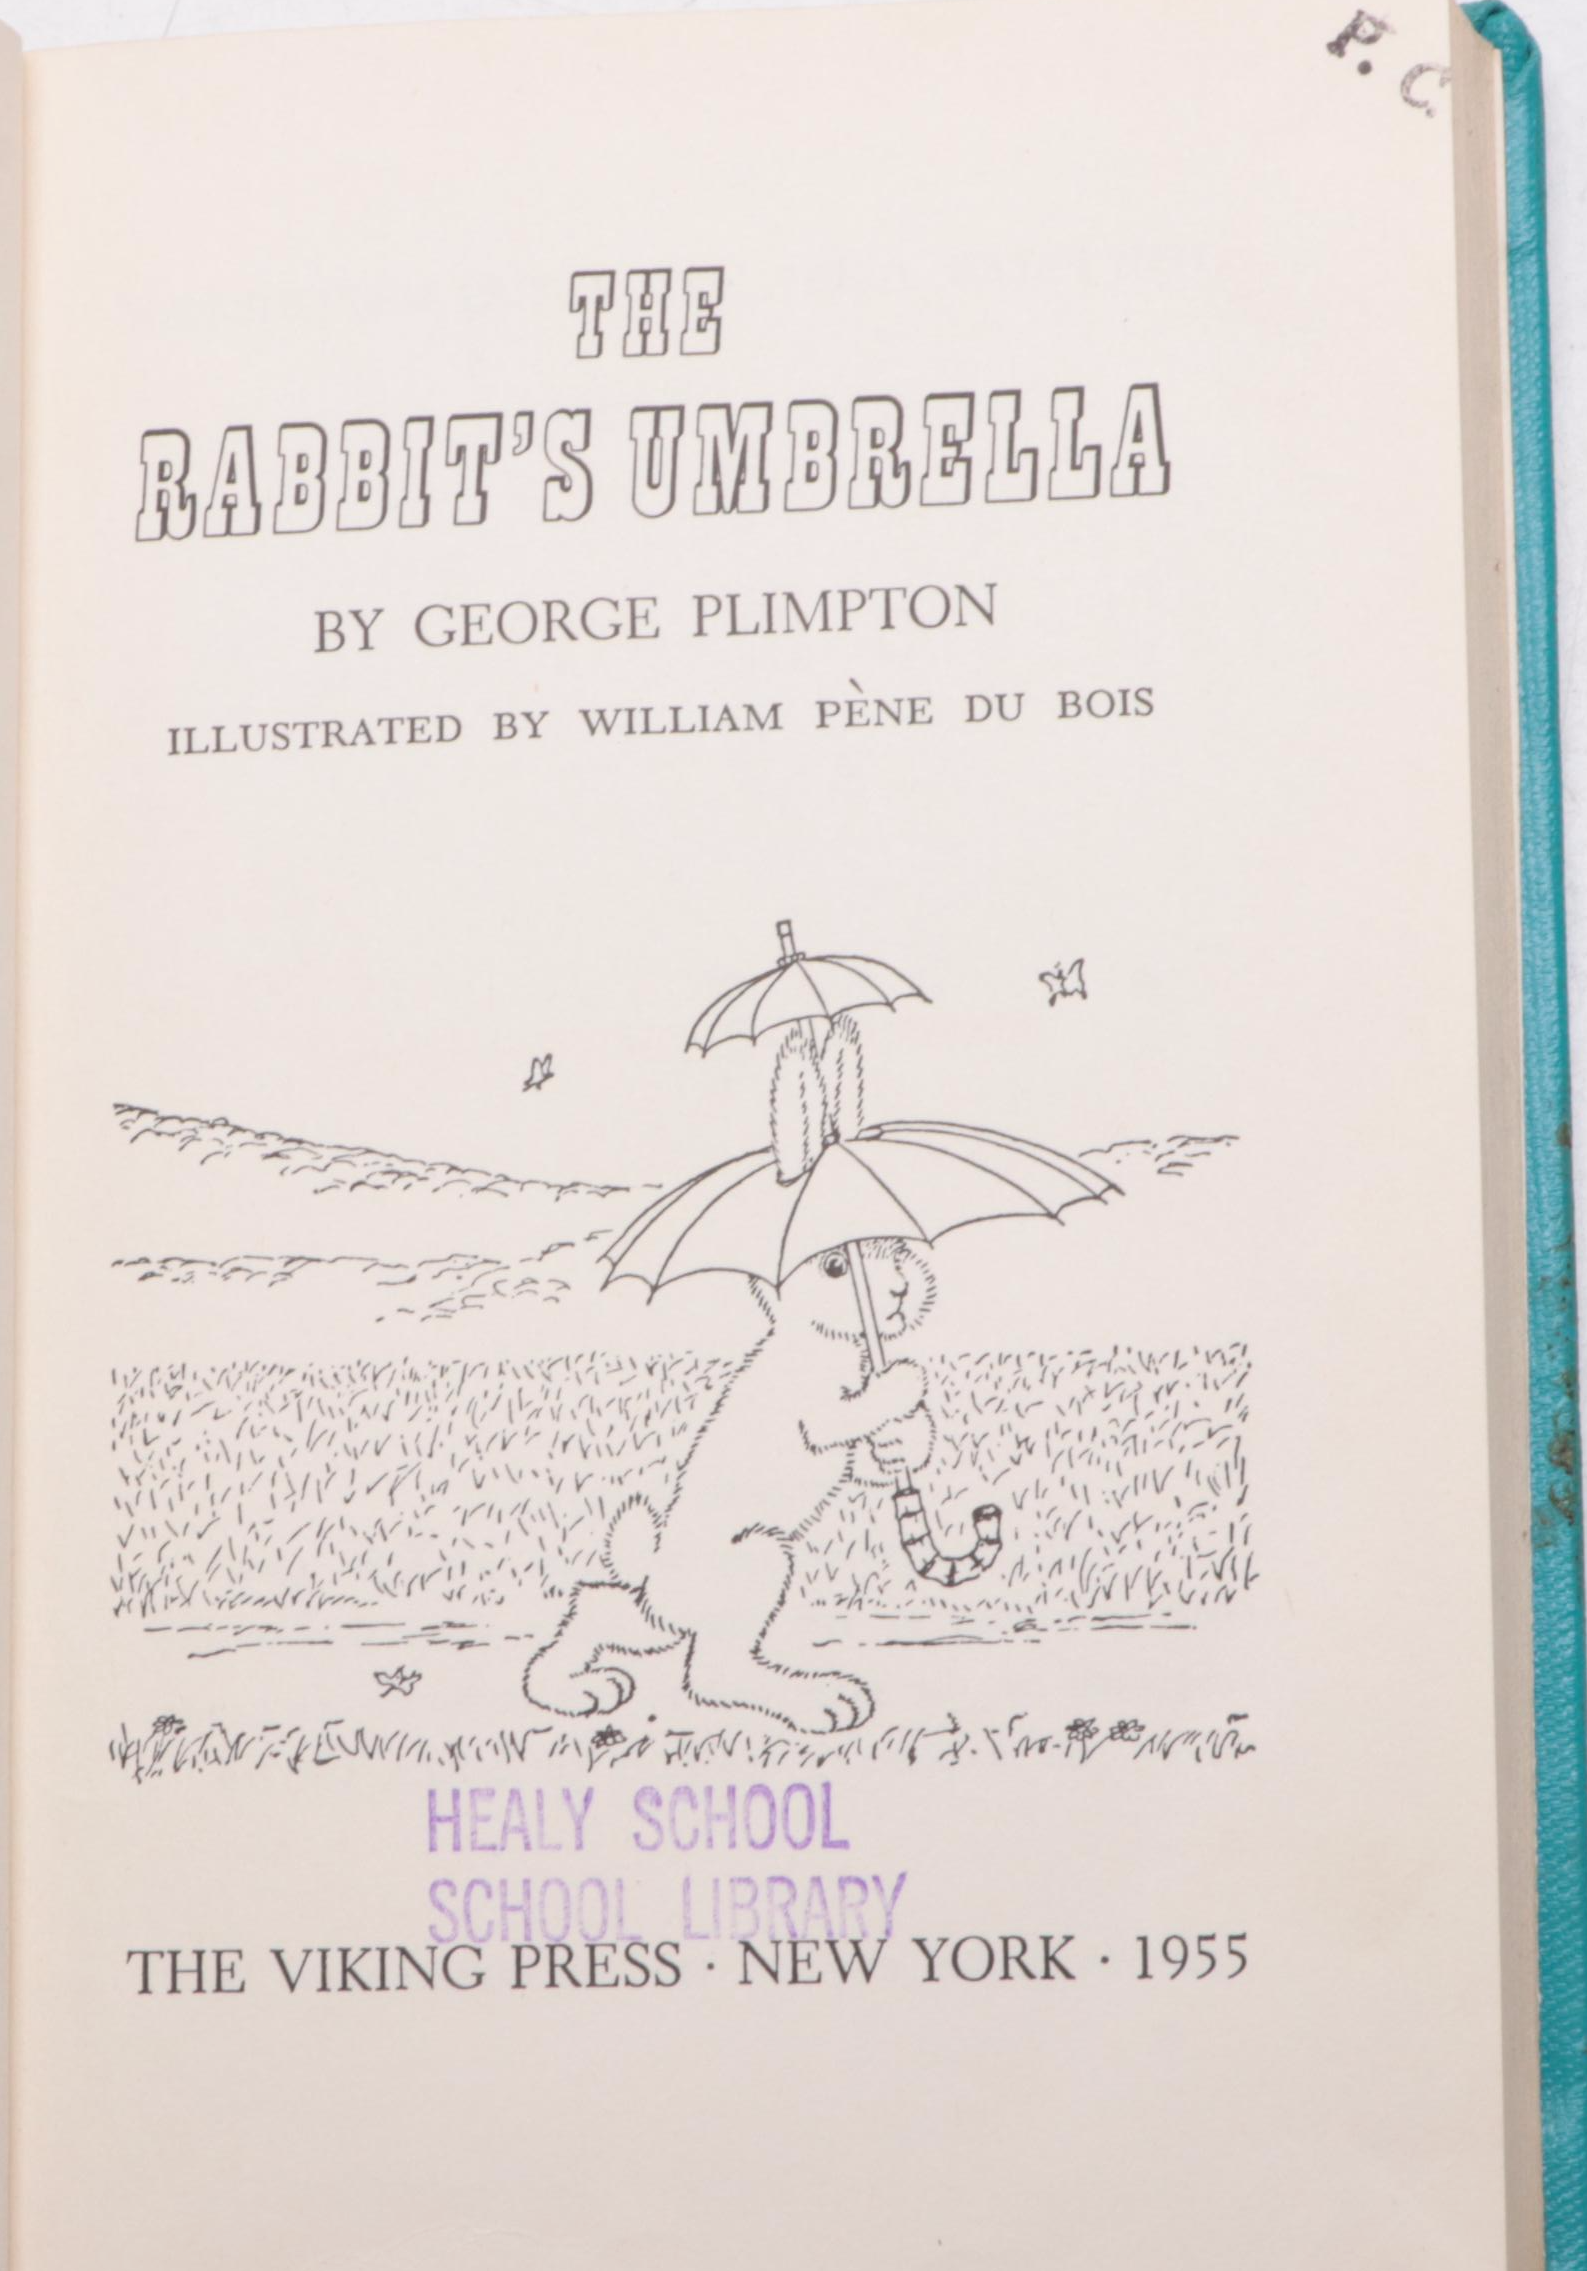 P. C.
THE
RABBIT'S UMBRELLA
BY GEORGE PLIMPTON
ILLUSTRATED BY WILLIAM PÈNE DU BOIS
HEALY SCHOOL
SCHOOL LIBRARY
THE VIKING PRESS · NEW YORK · 1955